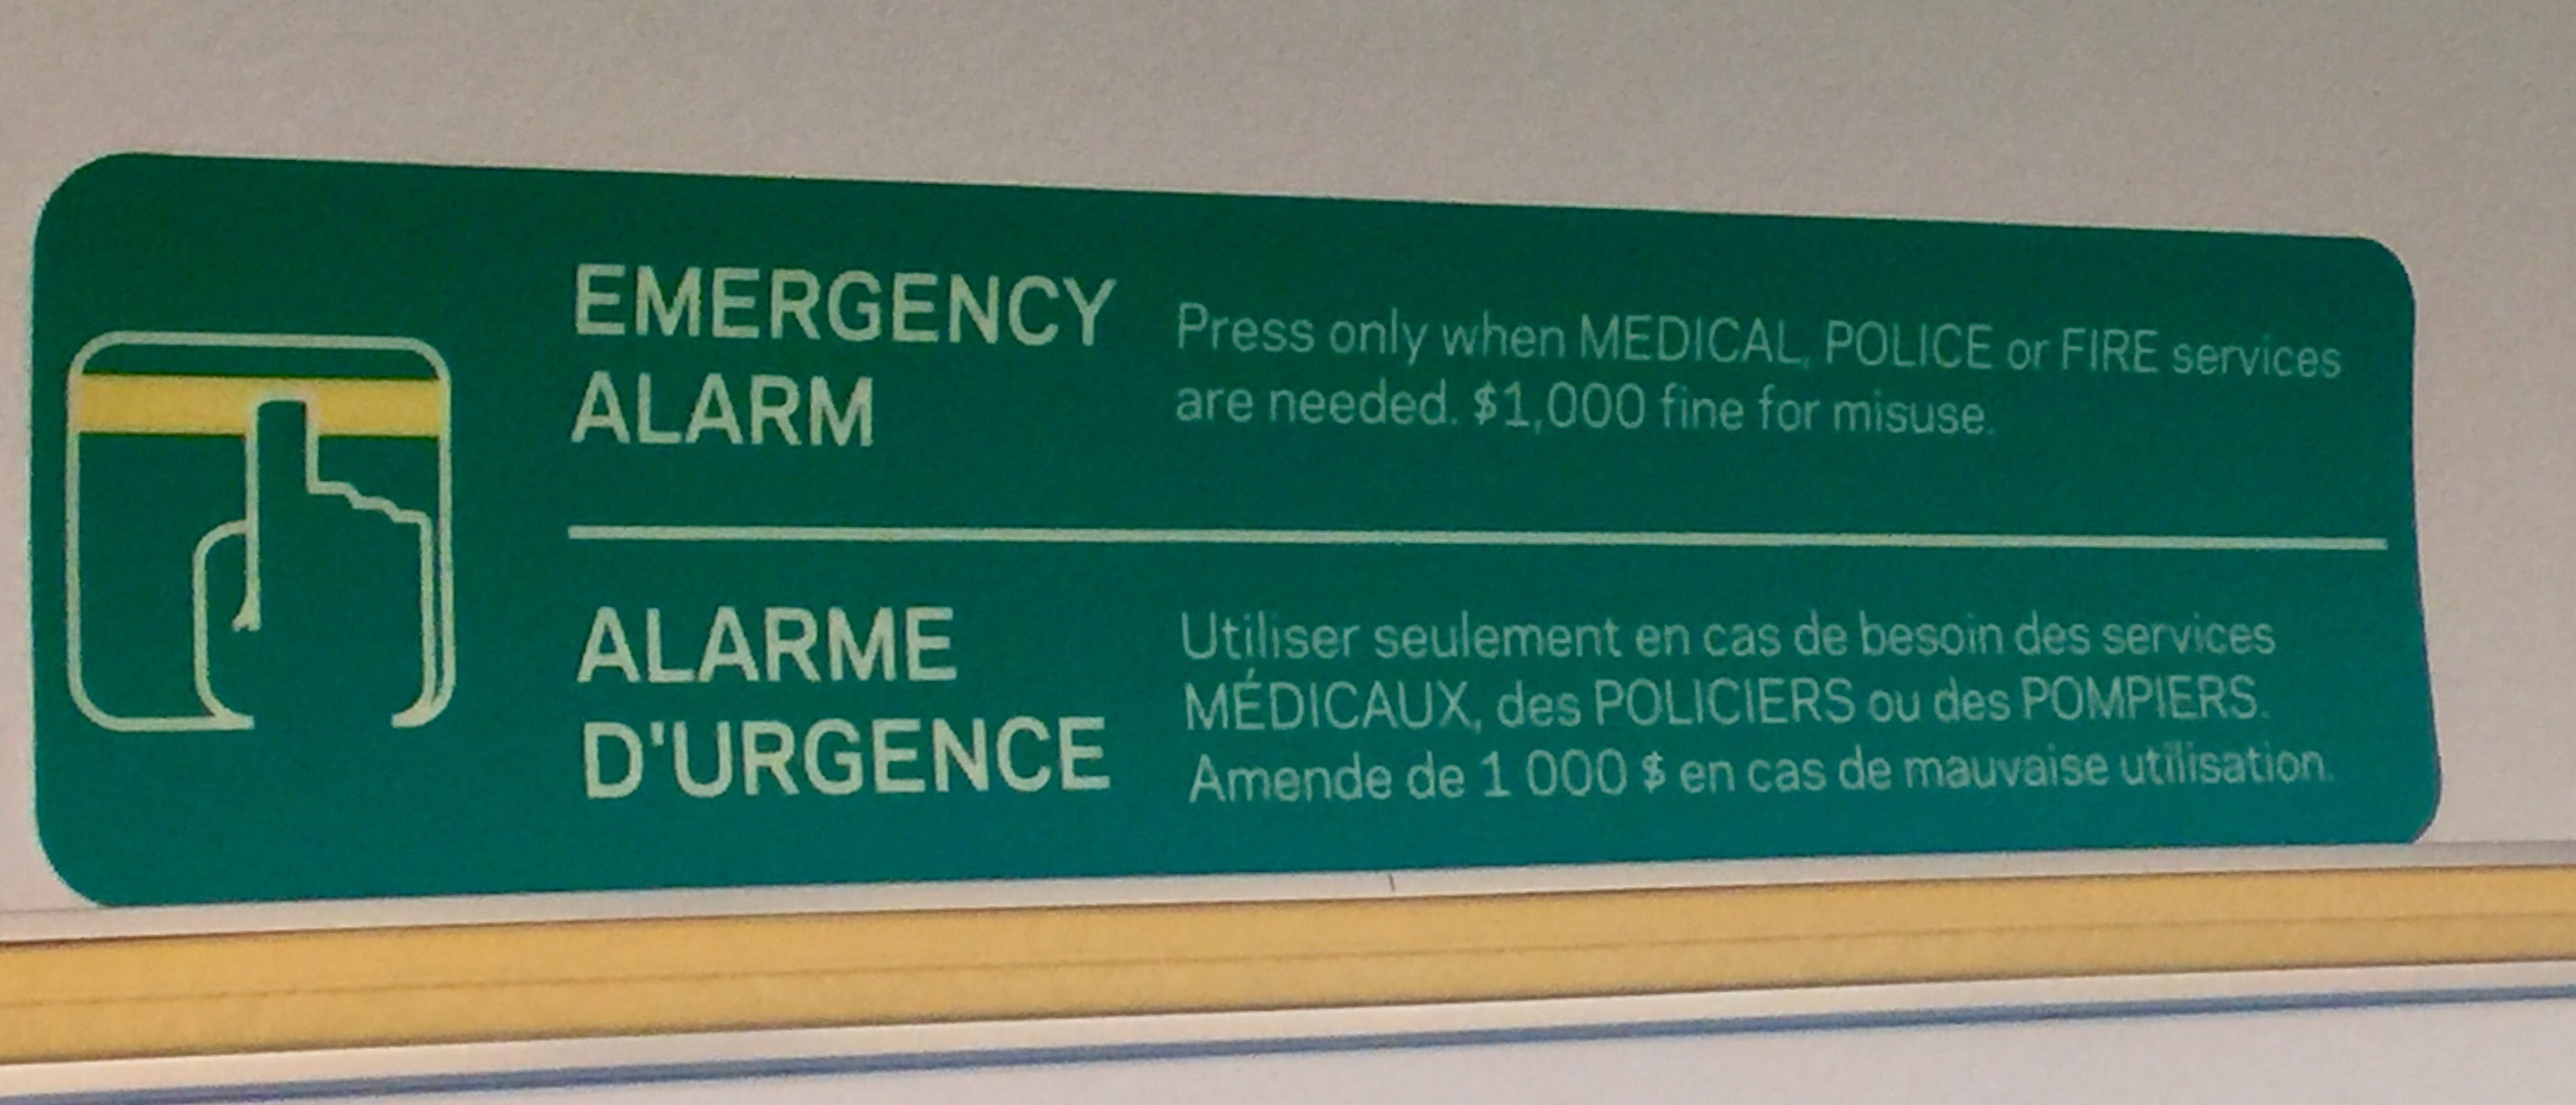 EMERGENCY
ALARM
Press only when MEDICAL, POLICE or FIRE services
are needed. $1,000 fine for misuse.
ALARME
D'URGENCE
Utiliser seulement en cas de besoin des services
MÉDICAUX, des POLICIERS ou des POMPIERS.
Amende de 1 000 $ en cas de mauvaise utilisation.